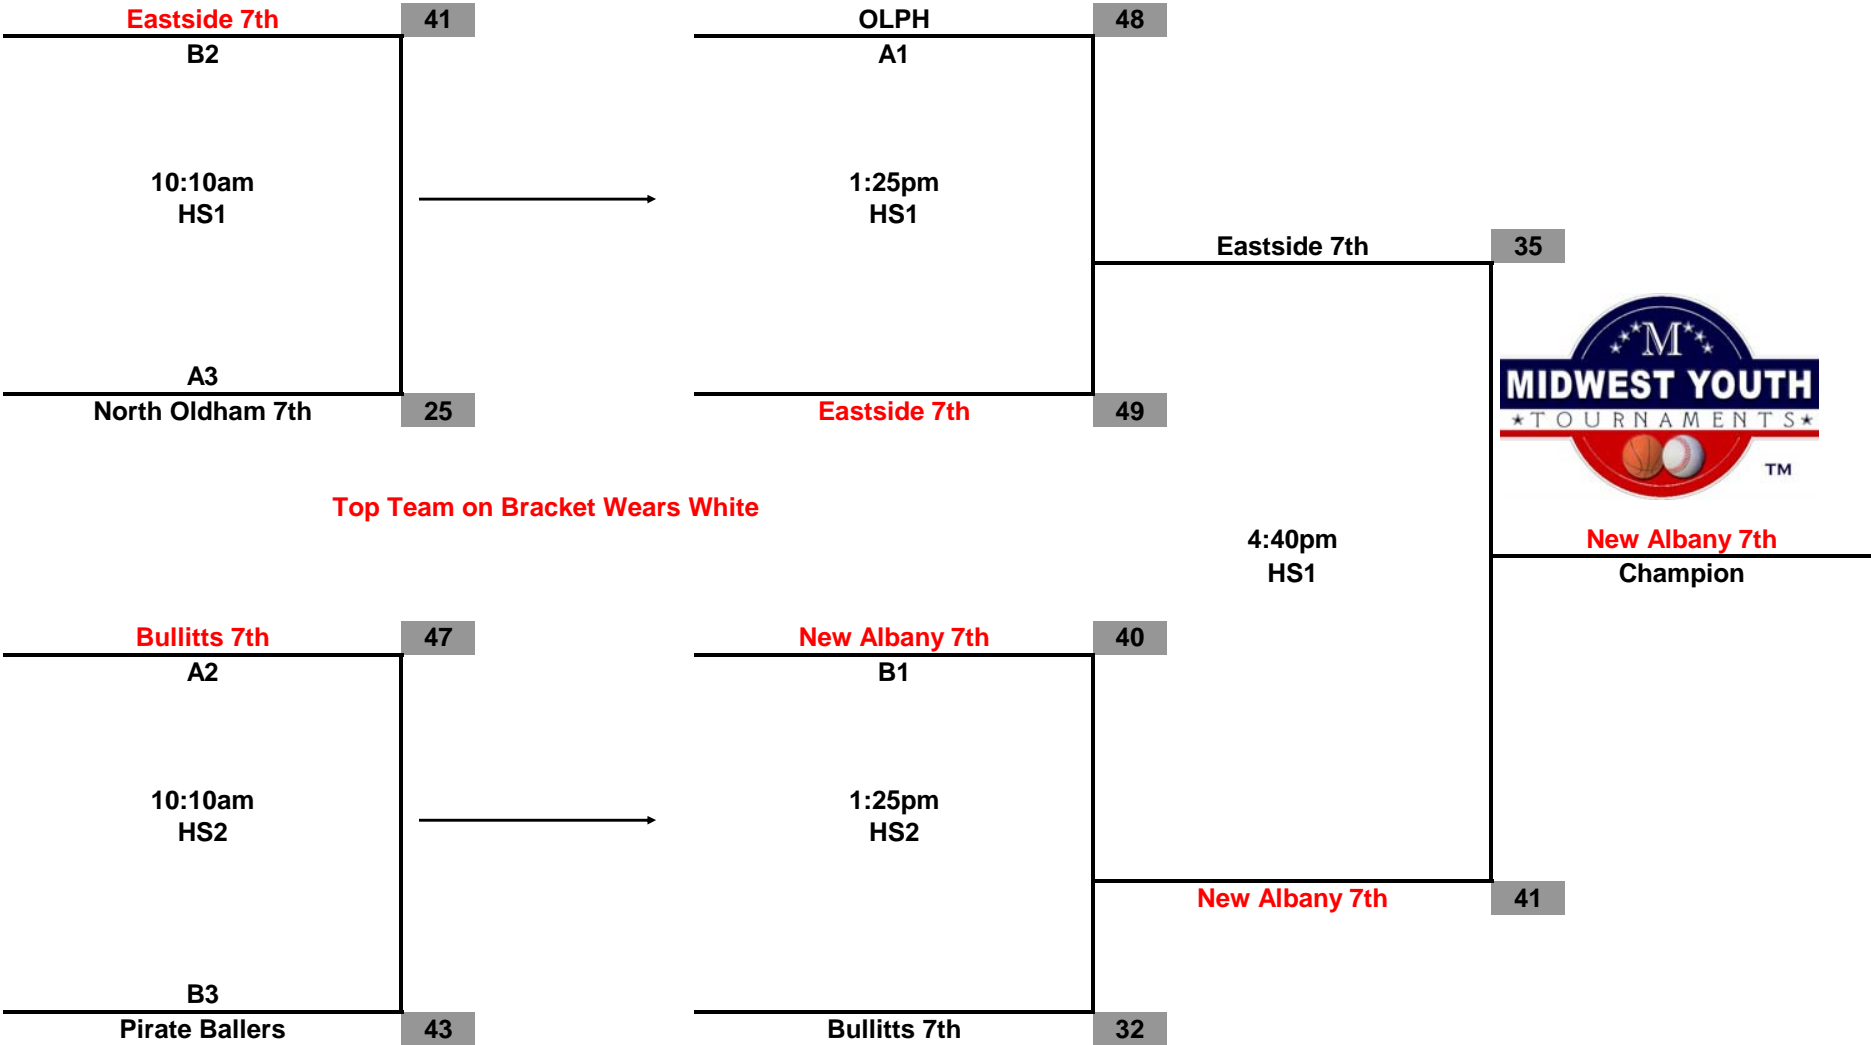 Eastside 7th 41
B2
10:10am
HS1
A3
North Oldham 7th 25
OLPH 48
A1
1:25pm
HS1
Eastside 7th 49
Eastside 7th 35
M
MIDWEST YOUTH
TOURNAMENTS
TM
Top Team on Bracket Wears White
4:40pm
HS1
New Albany 7th
Champion
Bullitts 7th 47
A2
10:10am
HS2
B3
Pirate Ballers 43
New Albany 7th 40
B1
1:25pm
HS2
Bullitts 7th 32
New Albany 7th 41